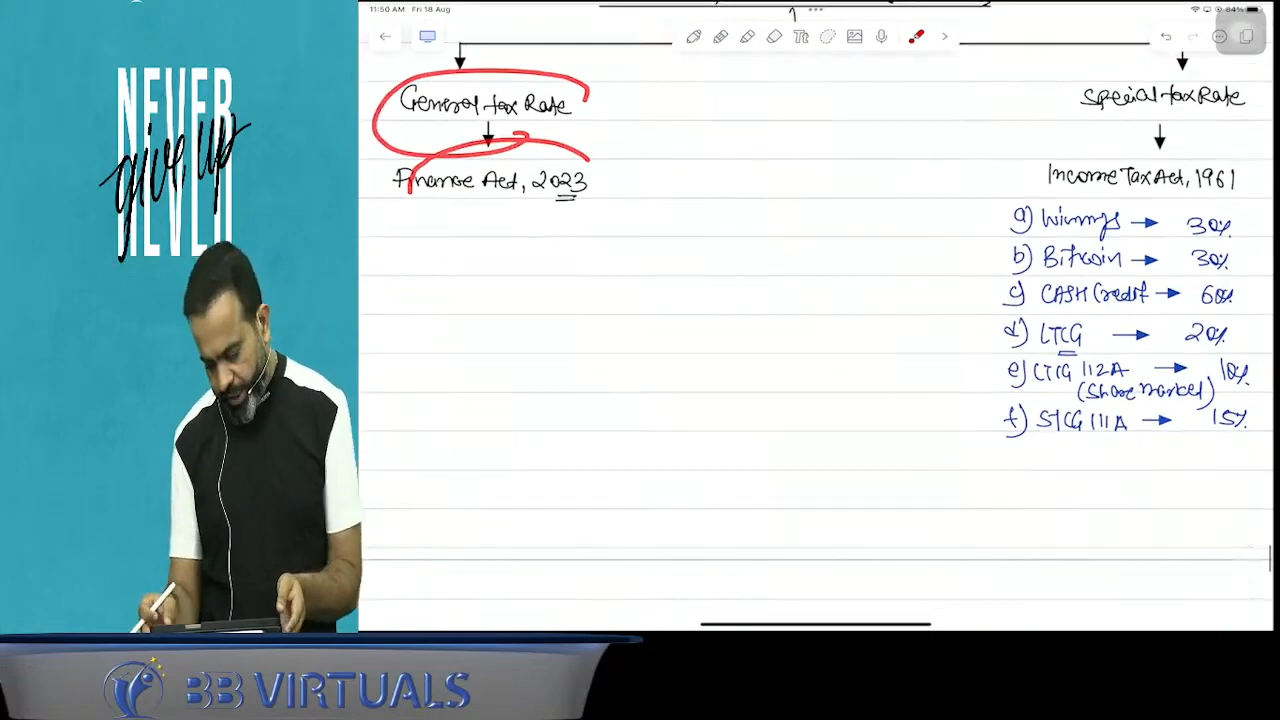 11:50 AM Fri 18 Aug
84%
NEVER
give up
NEVER
General tax Rate
Finance Act, 2023
Special tax Rate
Income Tax Act, 1961
a) Winnings → 30%
b) Bitcoin → 30%
c) CASH Credit → 60%
d) LTCG → 20%
e) LTCG 112A → 10%
(Share market)
f) STCG 111A → 15%
BB VIRTUALS